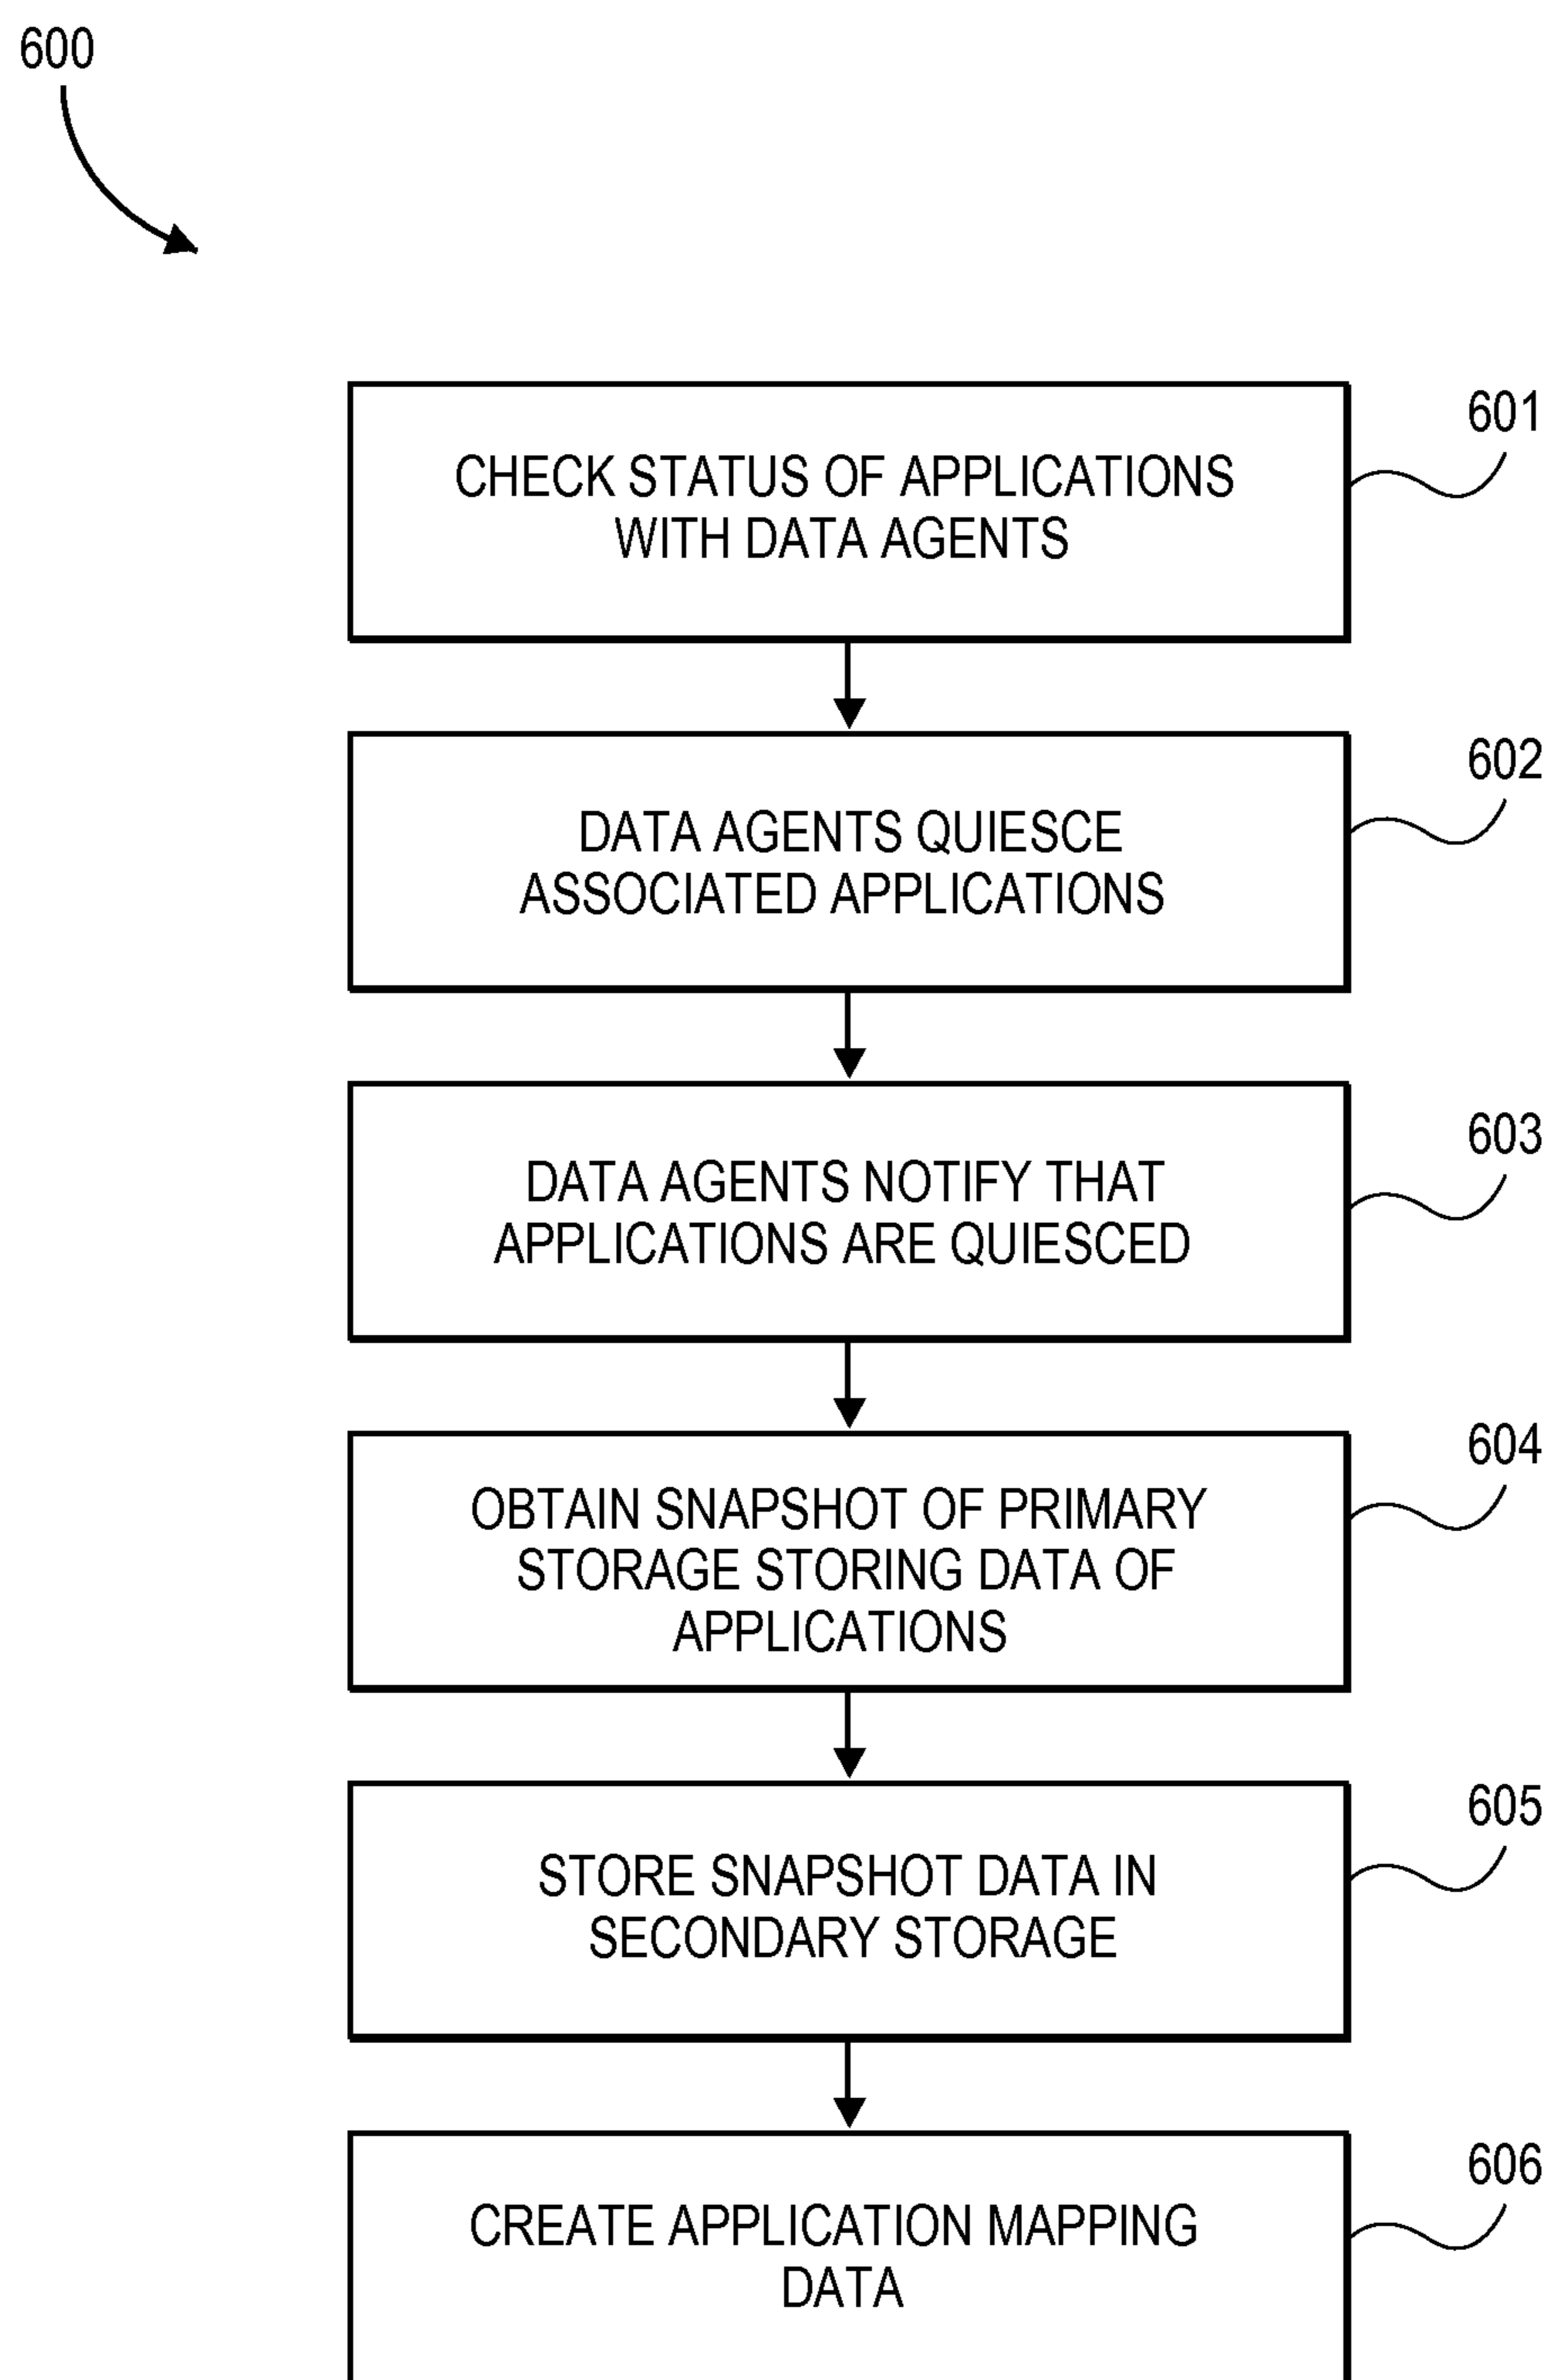 600
601
CHECK STATUS OF APPLICATIONS
WITH DATA AGENTS
602
DATA AGENTS QUIESCE
ASSOCIATED APPLICATIONS
603
DATA AGENTS NOTIFY THAT
APPLICATIONS ARE QUIESCED
604
OBTAIN SNAPSHOT OF PRIMARY
STORAGE STORING DATA OF
APPLICATIONS
605
STORE SNAPSHOT DATA IN
SECONDARY STORAGE
606
CREATE APPLICATION MAPPING
DATA